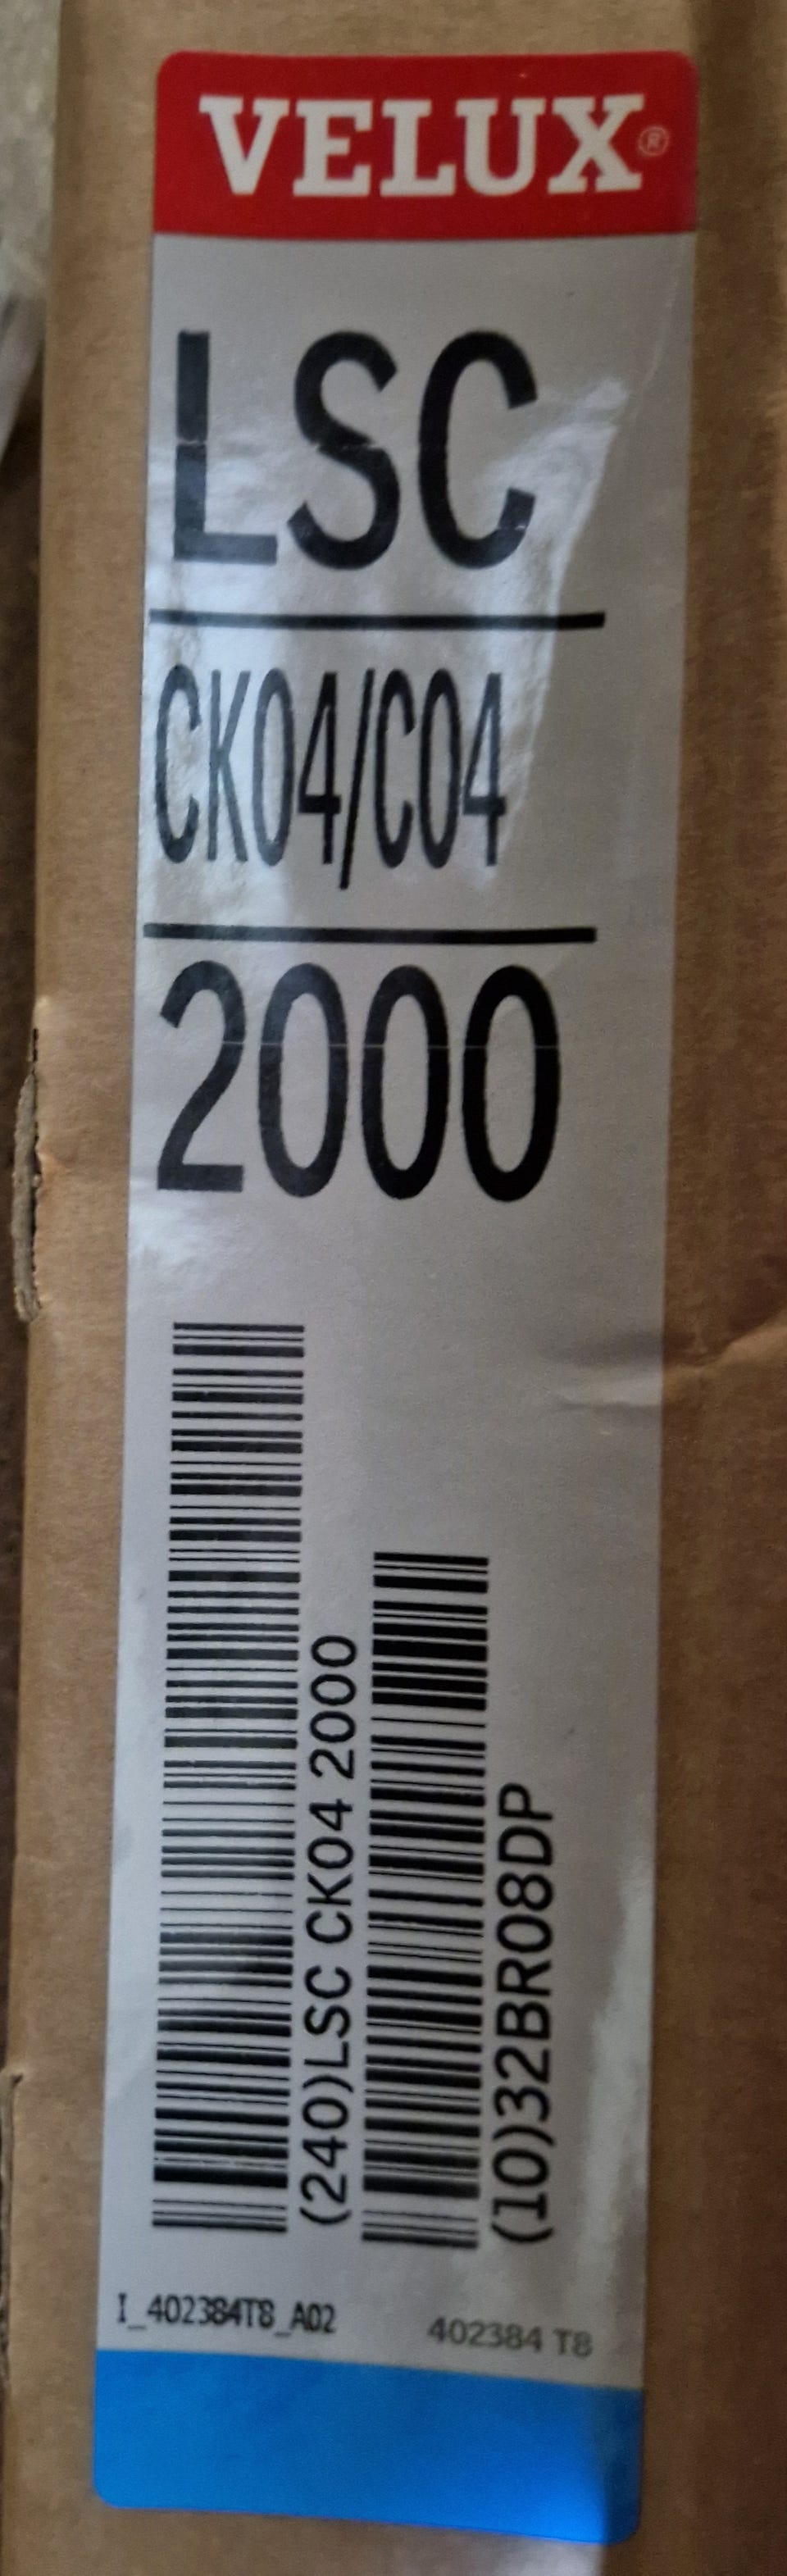 VELUX®
LSC
CK04/C04
2000
(240)LSC CK04 2000
(10)32BR08DP
I_402384T8_A02
402384 T8